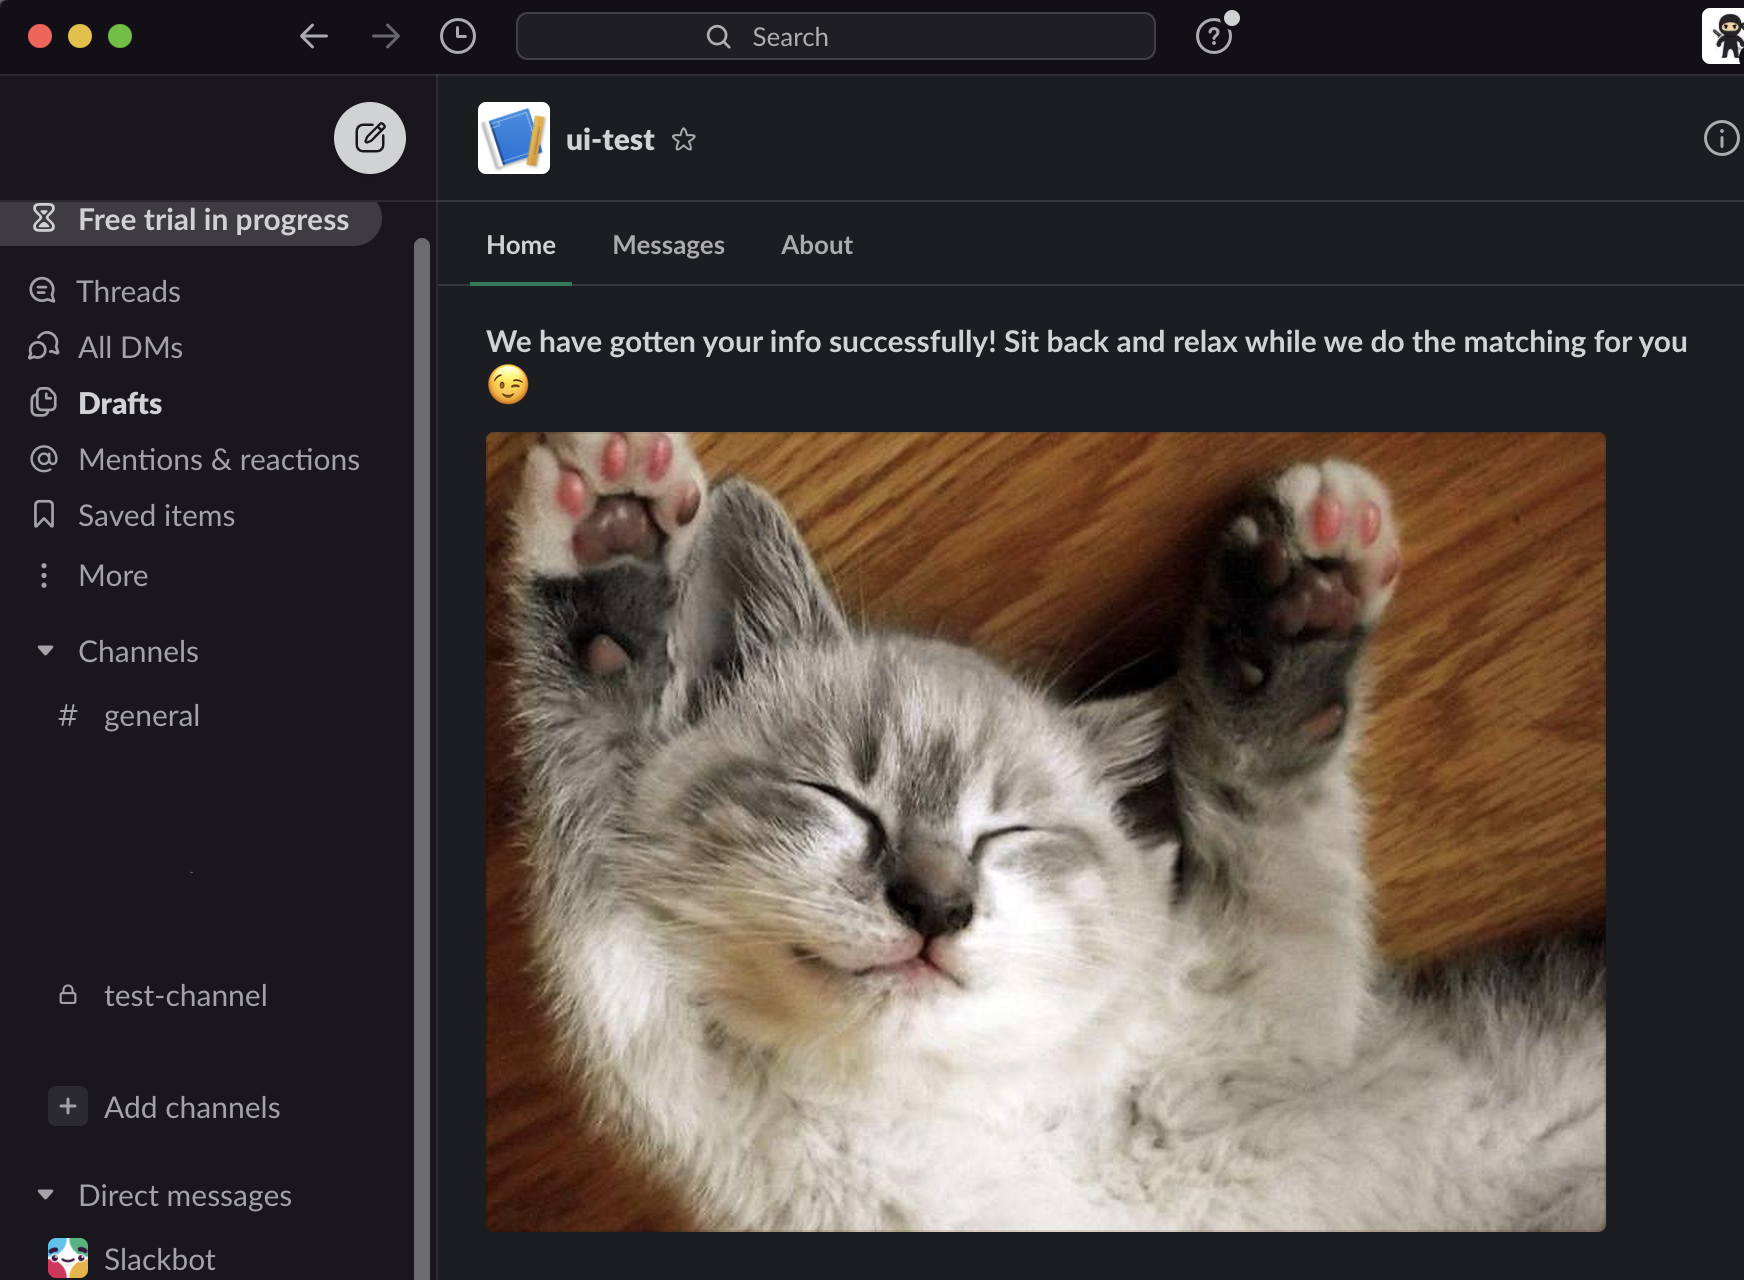 Search
ui-test
Free trial in progress
Threads
All DMs
Drafts
Mentions & reactions
Saved items
More
Channels
# general
test-channel
+ Add channels
Direct messages
Slackbot
Home
Messages
About
We have gotten your info successfully! Sit back and relax while we do the matching for you
😉